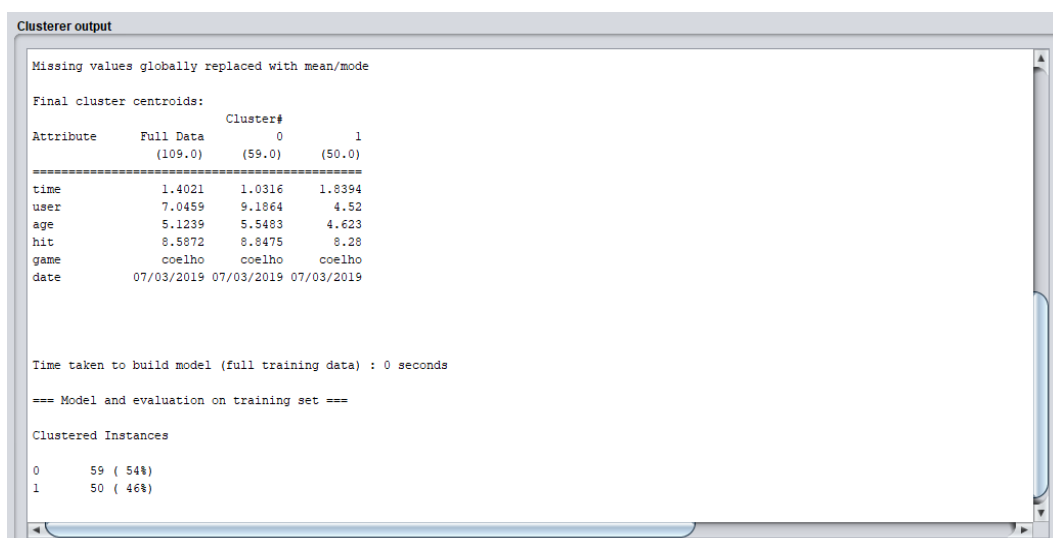 Clusterer output
Missing values globally replaced with mean/mode
Final cluster centroids:
Cluster#
Attribute Full Data 0 1
(109.0) (59.0) (50.0)
================================================
time 1.4021 1.0316 1.8394
user 7.0459 9.1864 4.52
age 5.1239 5.5483 4.623
hit 8.5872 8.8475 8.28
game coelho coelho coelho
date 07/03/2019 07/03/2019 07/03/2019
Time taken to build model (full training data) : 0 seconds
=== Model and evaluation on training set ===
Clustered Instances
0 59 ( 54%)
1 50 ( 46%)